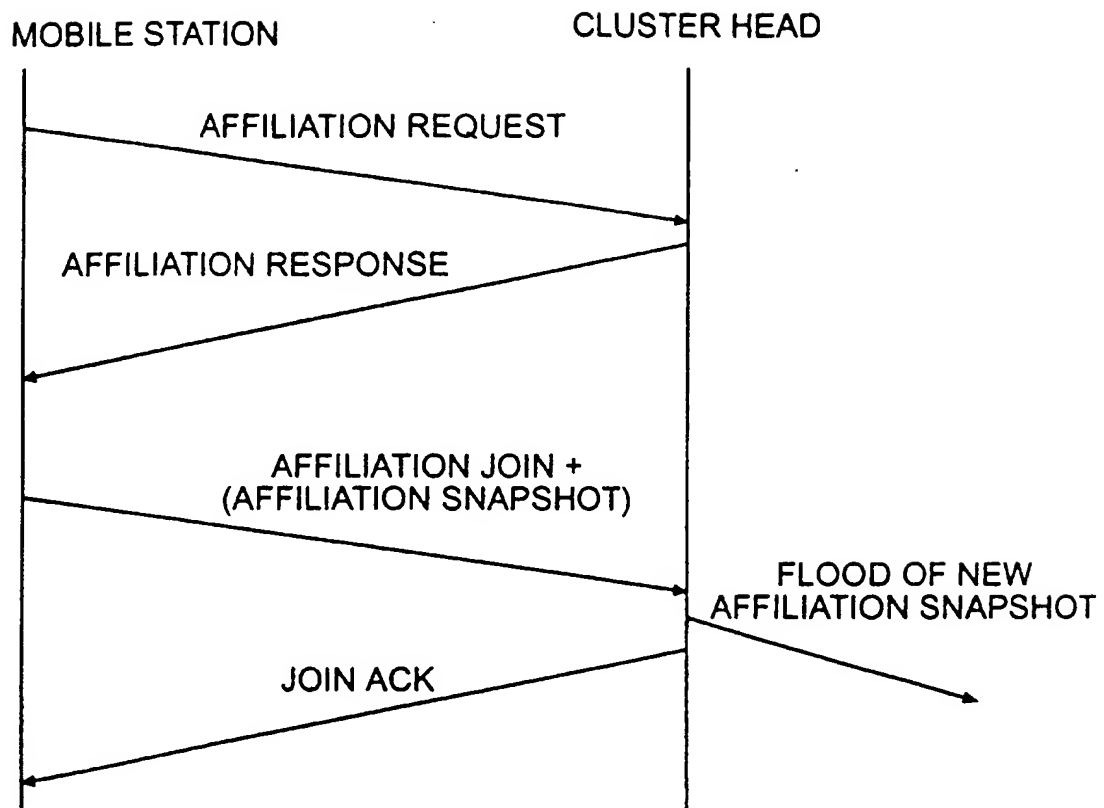 MOBILE STATION
CLUSTER HEAD
AFFILIATION REQUEST
AFFILIATION RESPONSE
AFFILIATION JOIN +
(AFFILIATION SNAPSHOT)
FLOOD OF NEW
AFFILIATION SNAPSHOT
JOIN ACK